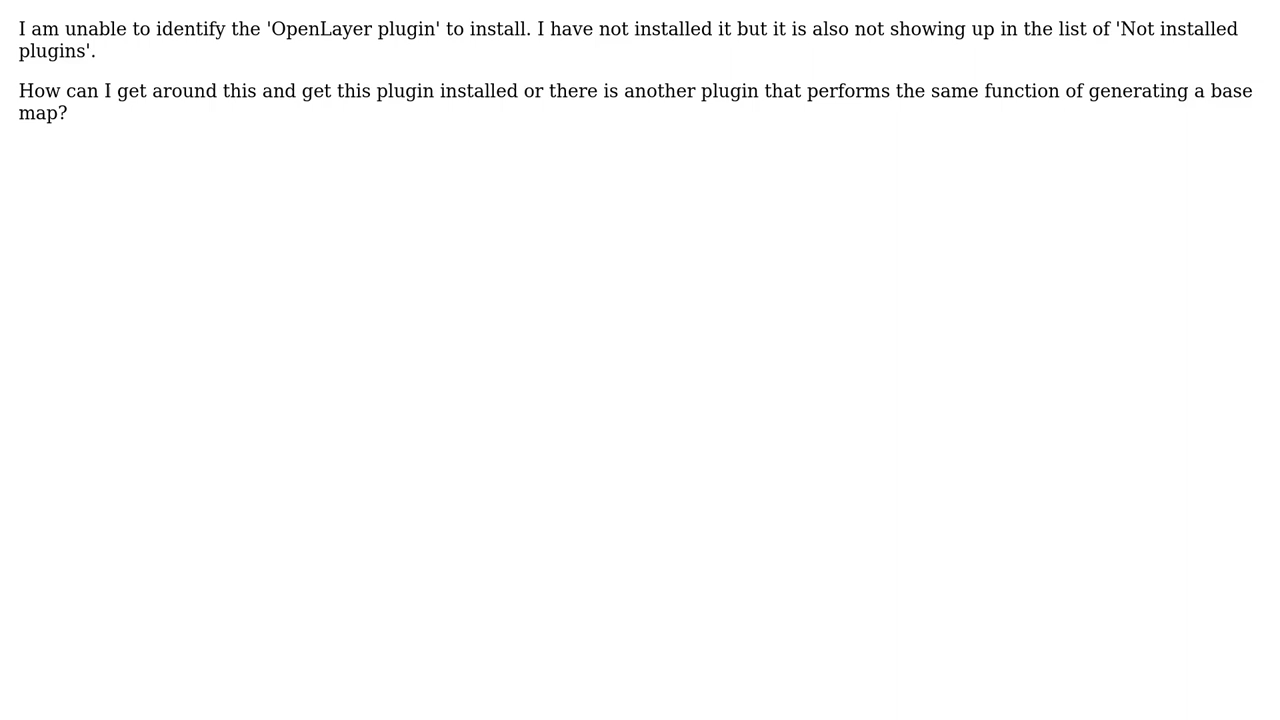 I am unable to identify the 'OpenLayer plugin' to install. I have not installed it but it is also not showing up in the list of 'Not installed
plugins'.
How can I get around this and get this plugin installed or there is another plugin that performs the same function of generating a base
map?